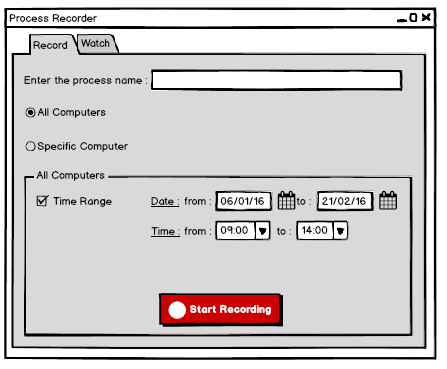 Process Recorder
Record Watch
Enter the process name :
All Computers
Specific Computer
All Computers
Time Range Date : from : 06/01/16 to : 21/02/16
Time : from : 09:00 to : 14:00
Start Recording